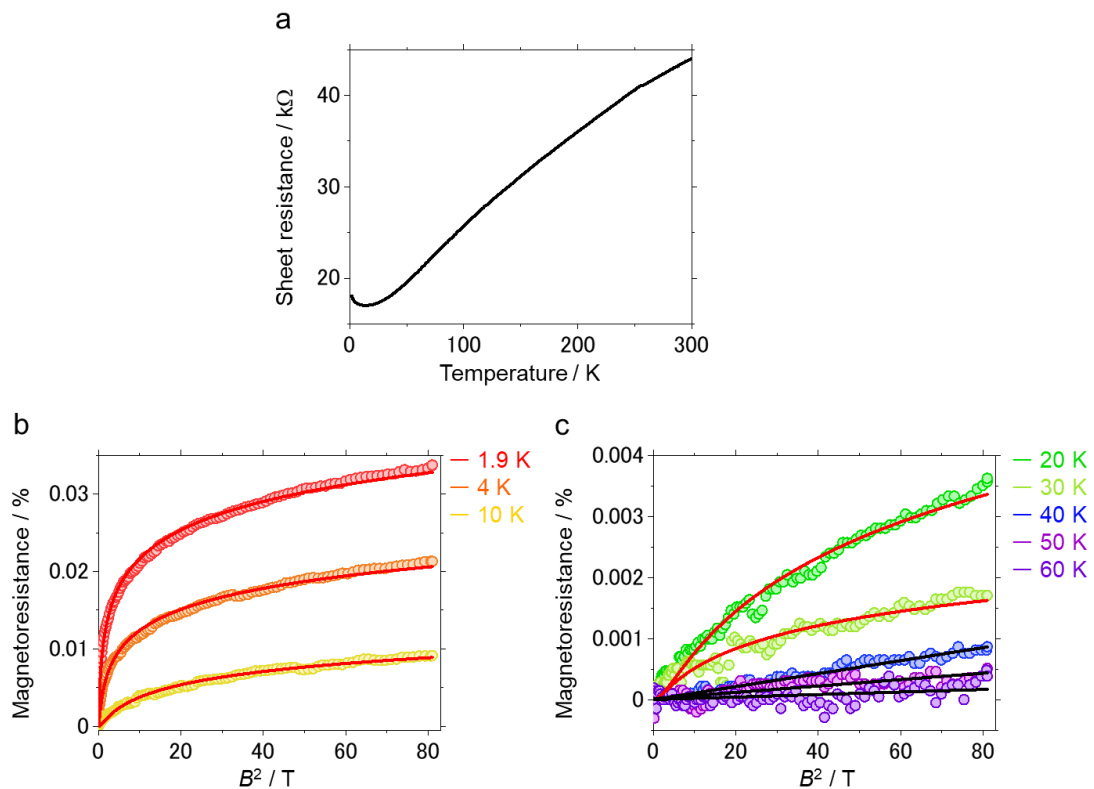 a
Sheet resistance / kΩ
40
30
20
0
100
200
300
Temperature / K
b
Magnetoresistance / %
0.03
0.02
0.01
0
0
20
40
60
80
B² / T
1.9 K
4 K
10 K
c
Magnetoresistance / %
0.004
0.003
0.002
0.001
0
0
20
40
60
80
B² / T
20 K
30 K
40 K
50 K
60 K